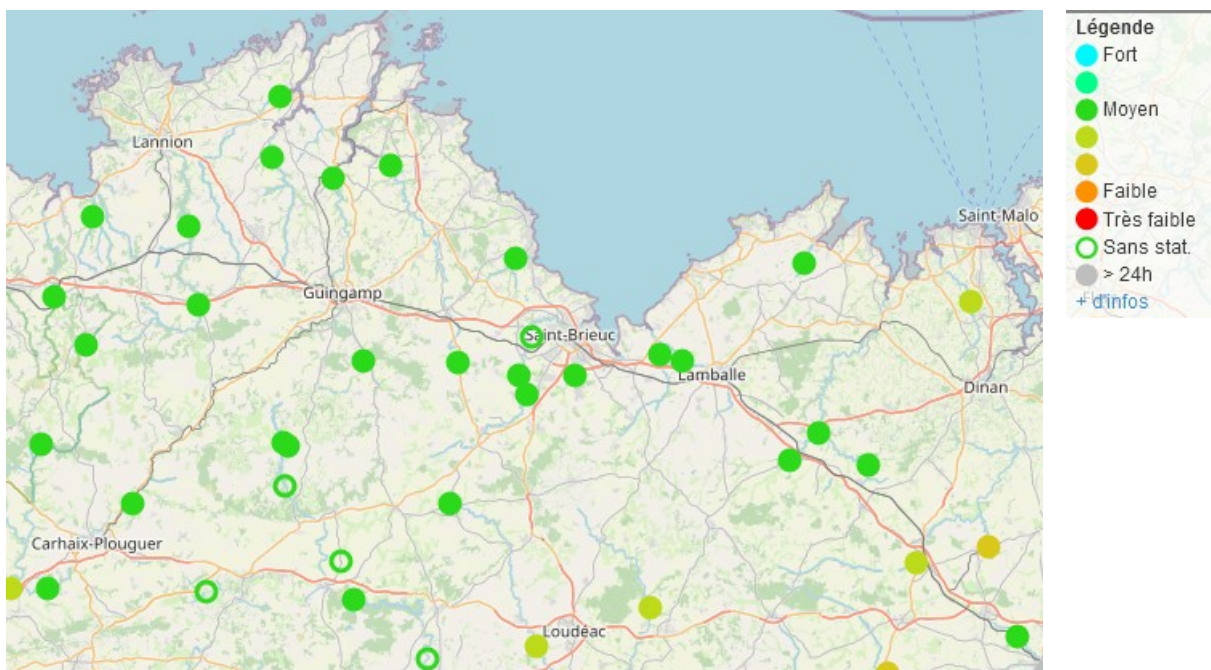 Légende
Fort
Moyen
Faible
Très faible
Sans stat.
> 24h
+ d'infos
Lannion
Saint-Malo
Guingamp
Saint-Brieuc
Lamballe
Dinan
Carhaix-Plouguer
Loudéac